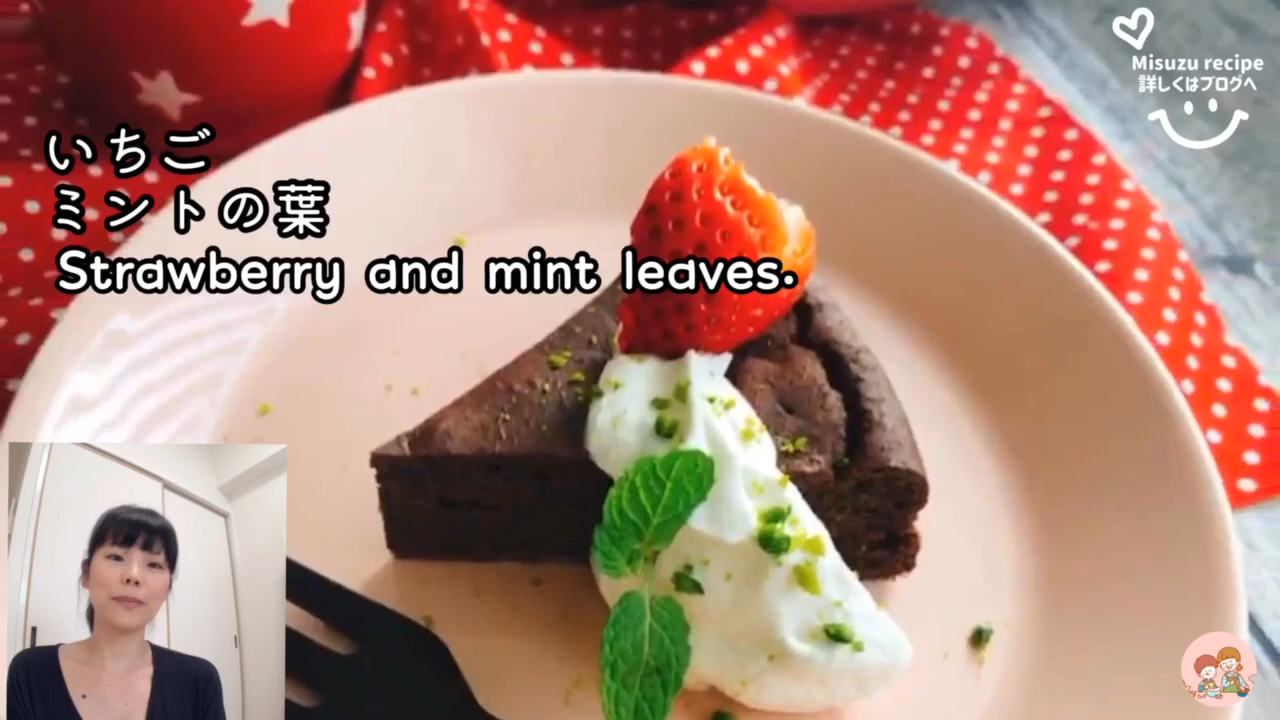 いちご
ミントの葉
Strawberry and mint leaves.
Misuzu recipe
詳しくはブログへ